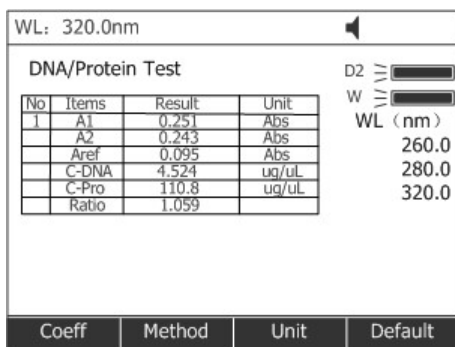 WL: 320.0nm
DNA/Protein Test
D2
W
No Items Result Unit
1 A1 0.251 Abs
A2 0.243 Abs
Aref 0.095 Abs
C-DNA 4.524 ug/uL
C-Pro 110.8 ug/uL
Ratio 1.059
WL（nm）
260.0
280.0
320.0
Coeff Method Unit Default